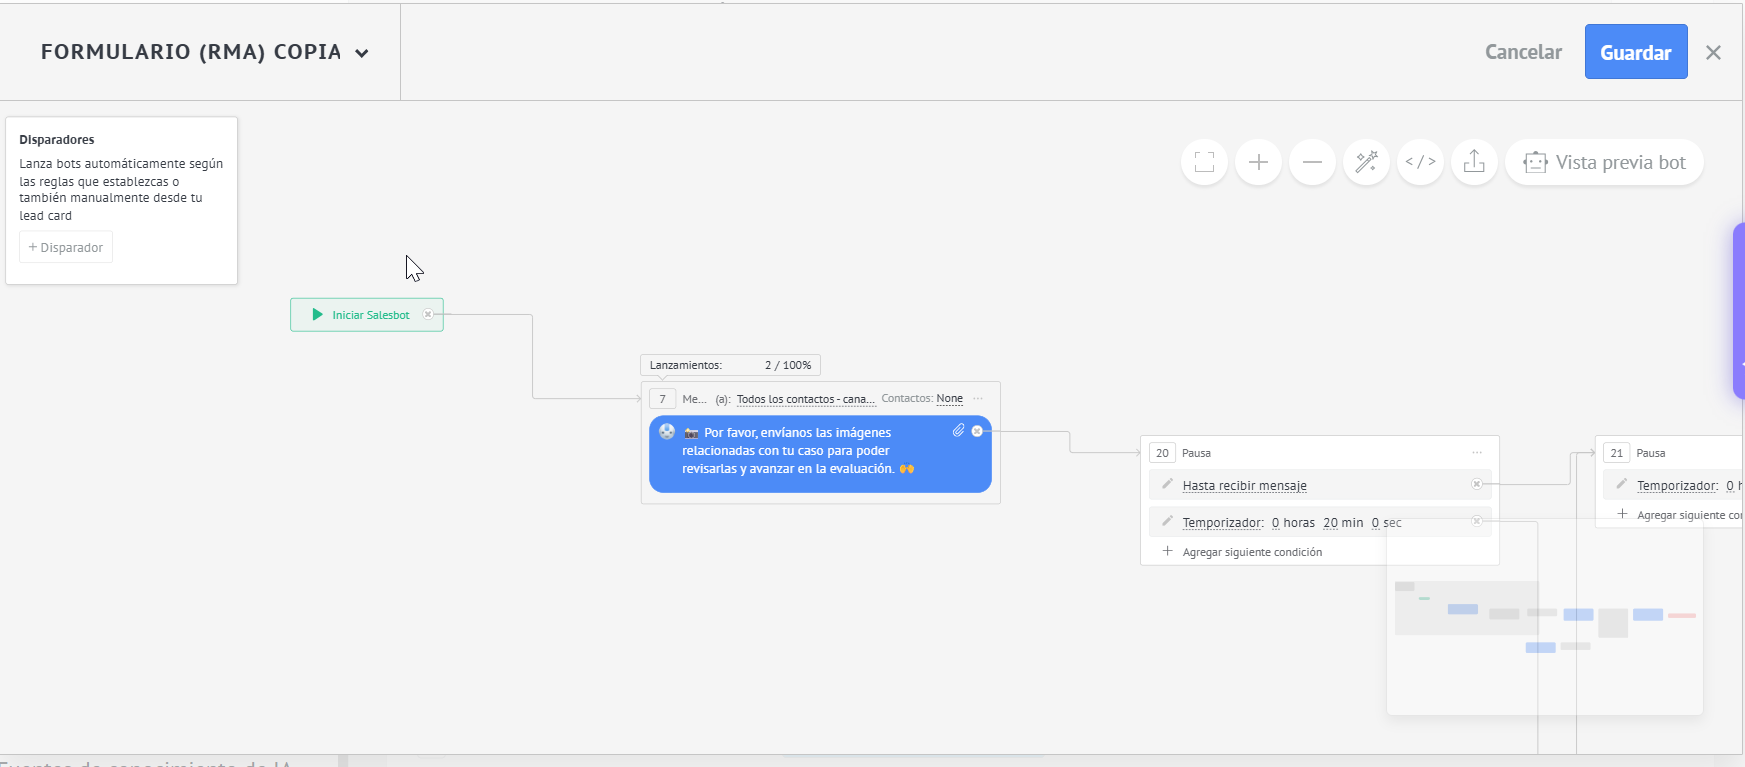 FORMULARIO (RMA) COPIA
Cancelar
Guardar
Disparadores
Lanza bots automáticamente según
las reglas que establezcas o
también manualmente desde tu
lead card
+ Disparador
</>
Vista previa bot
Iniciar Salesbot
Lanzamientos: 2 / 100%
7 Me... (a): Todos los contactos - cana... Contactos: None ...
📷 Por favor, envíanos las imágenes
relacionadas con tu caso para poder
revisarlas y avanzar en la evaluación. 🙌
20 Pausa ...
Hasta recibir mensaje
Temporizador: 0 horas 20 min 0 sec
+ Agregar siguiente condición
21 Pausa
Temporizador: 0 h
+ Agregar siguiente co